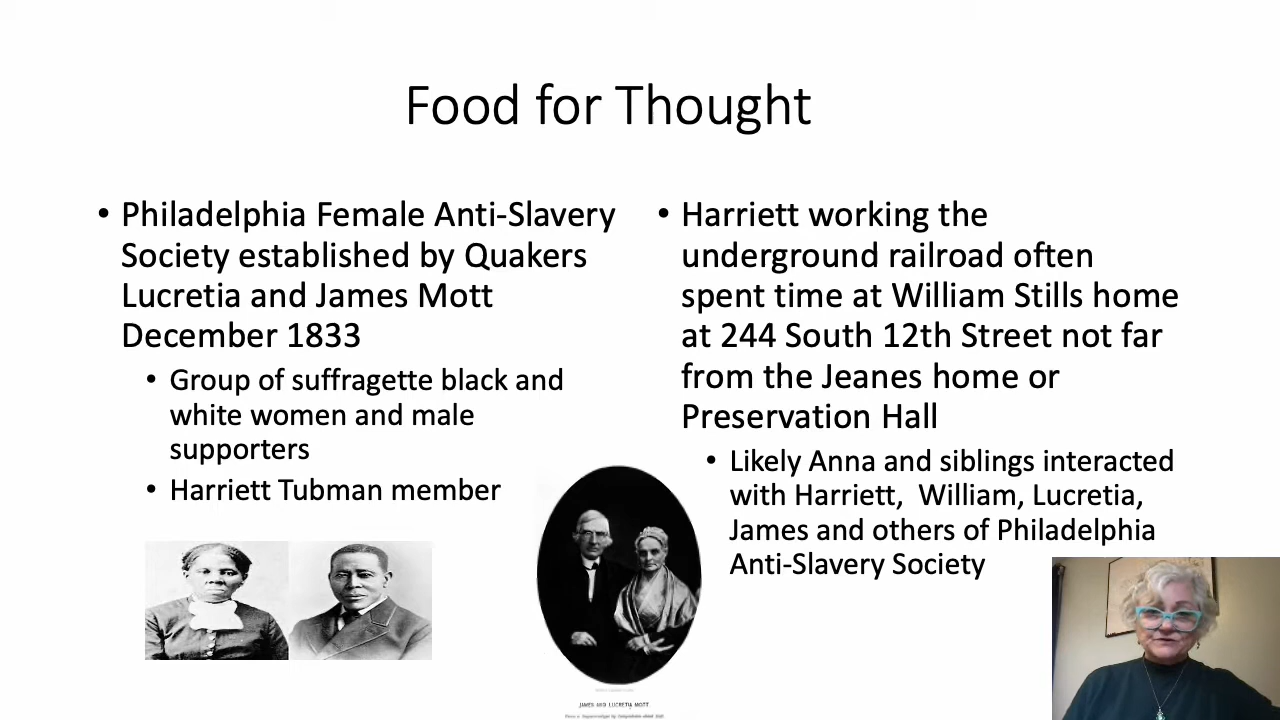 Food for Thought
• Philadelphia Female Anti-Slavery
Society established by Quakers
Lucretia and James Mott
December 1833
• Group of suffragette black and
white women and male
supporters
• Harriett Tubman member
• Harriett working the
underground railroad often
spent time at William Stills home
at 244 South 12th Street not far
from the Jeanes home or
Preservation Hall
• Likely Anna and siblings interacted
with Harriett,  William, Lucretia,
James and others of Philadelphia
Anti-Slavery Society
JAMES AND LUCRETIA MOTT